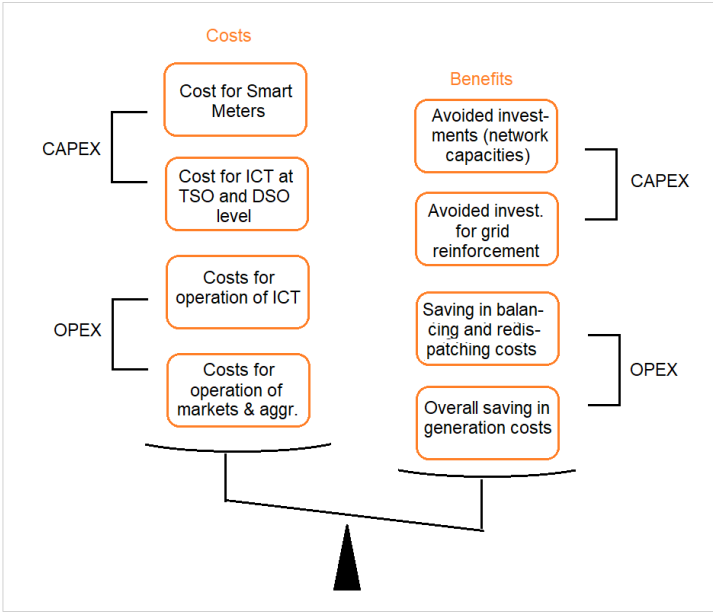 Costs
Cost for Smart
Meters
CAPEX
Cost for ICT at
TSO and DSO
level
Costs for
operation of ICT
OPEX
Costs for
operation of
markets & aggr.
Benefits
Avoided invest-
ments (network
capacities)
CAPEX
Avoided invest.
for grid
reinforcement
Saving in balan-
cing and redis-
patching costs
OPEX
Overall saving in
generation costs